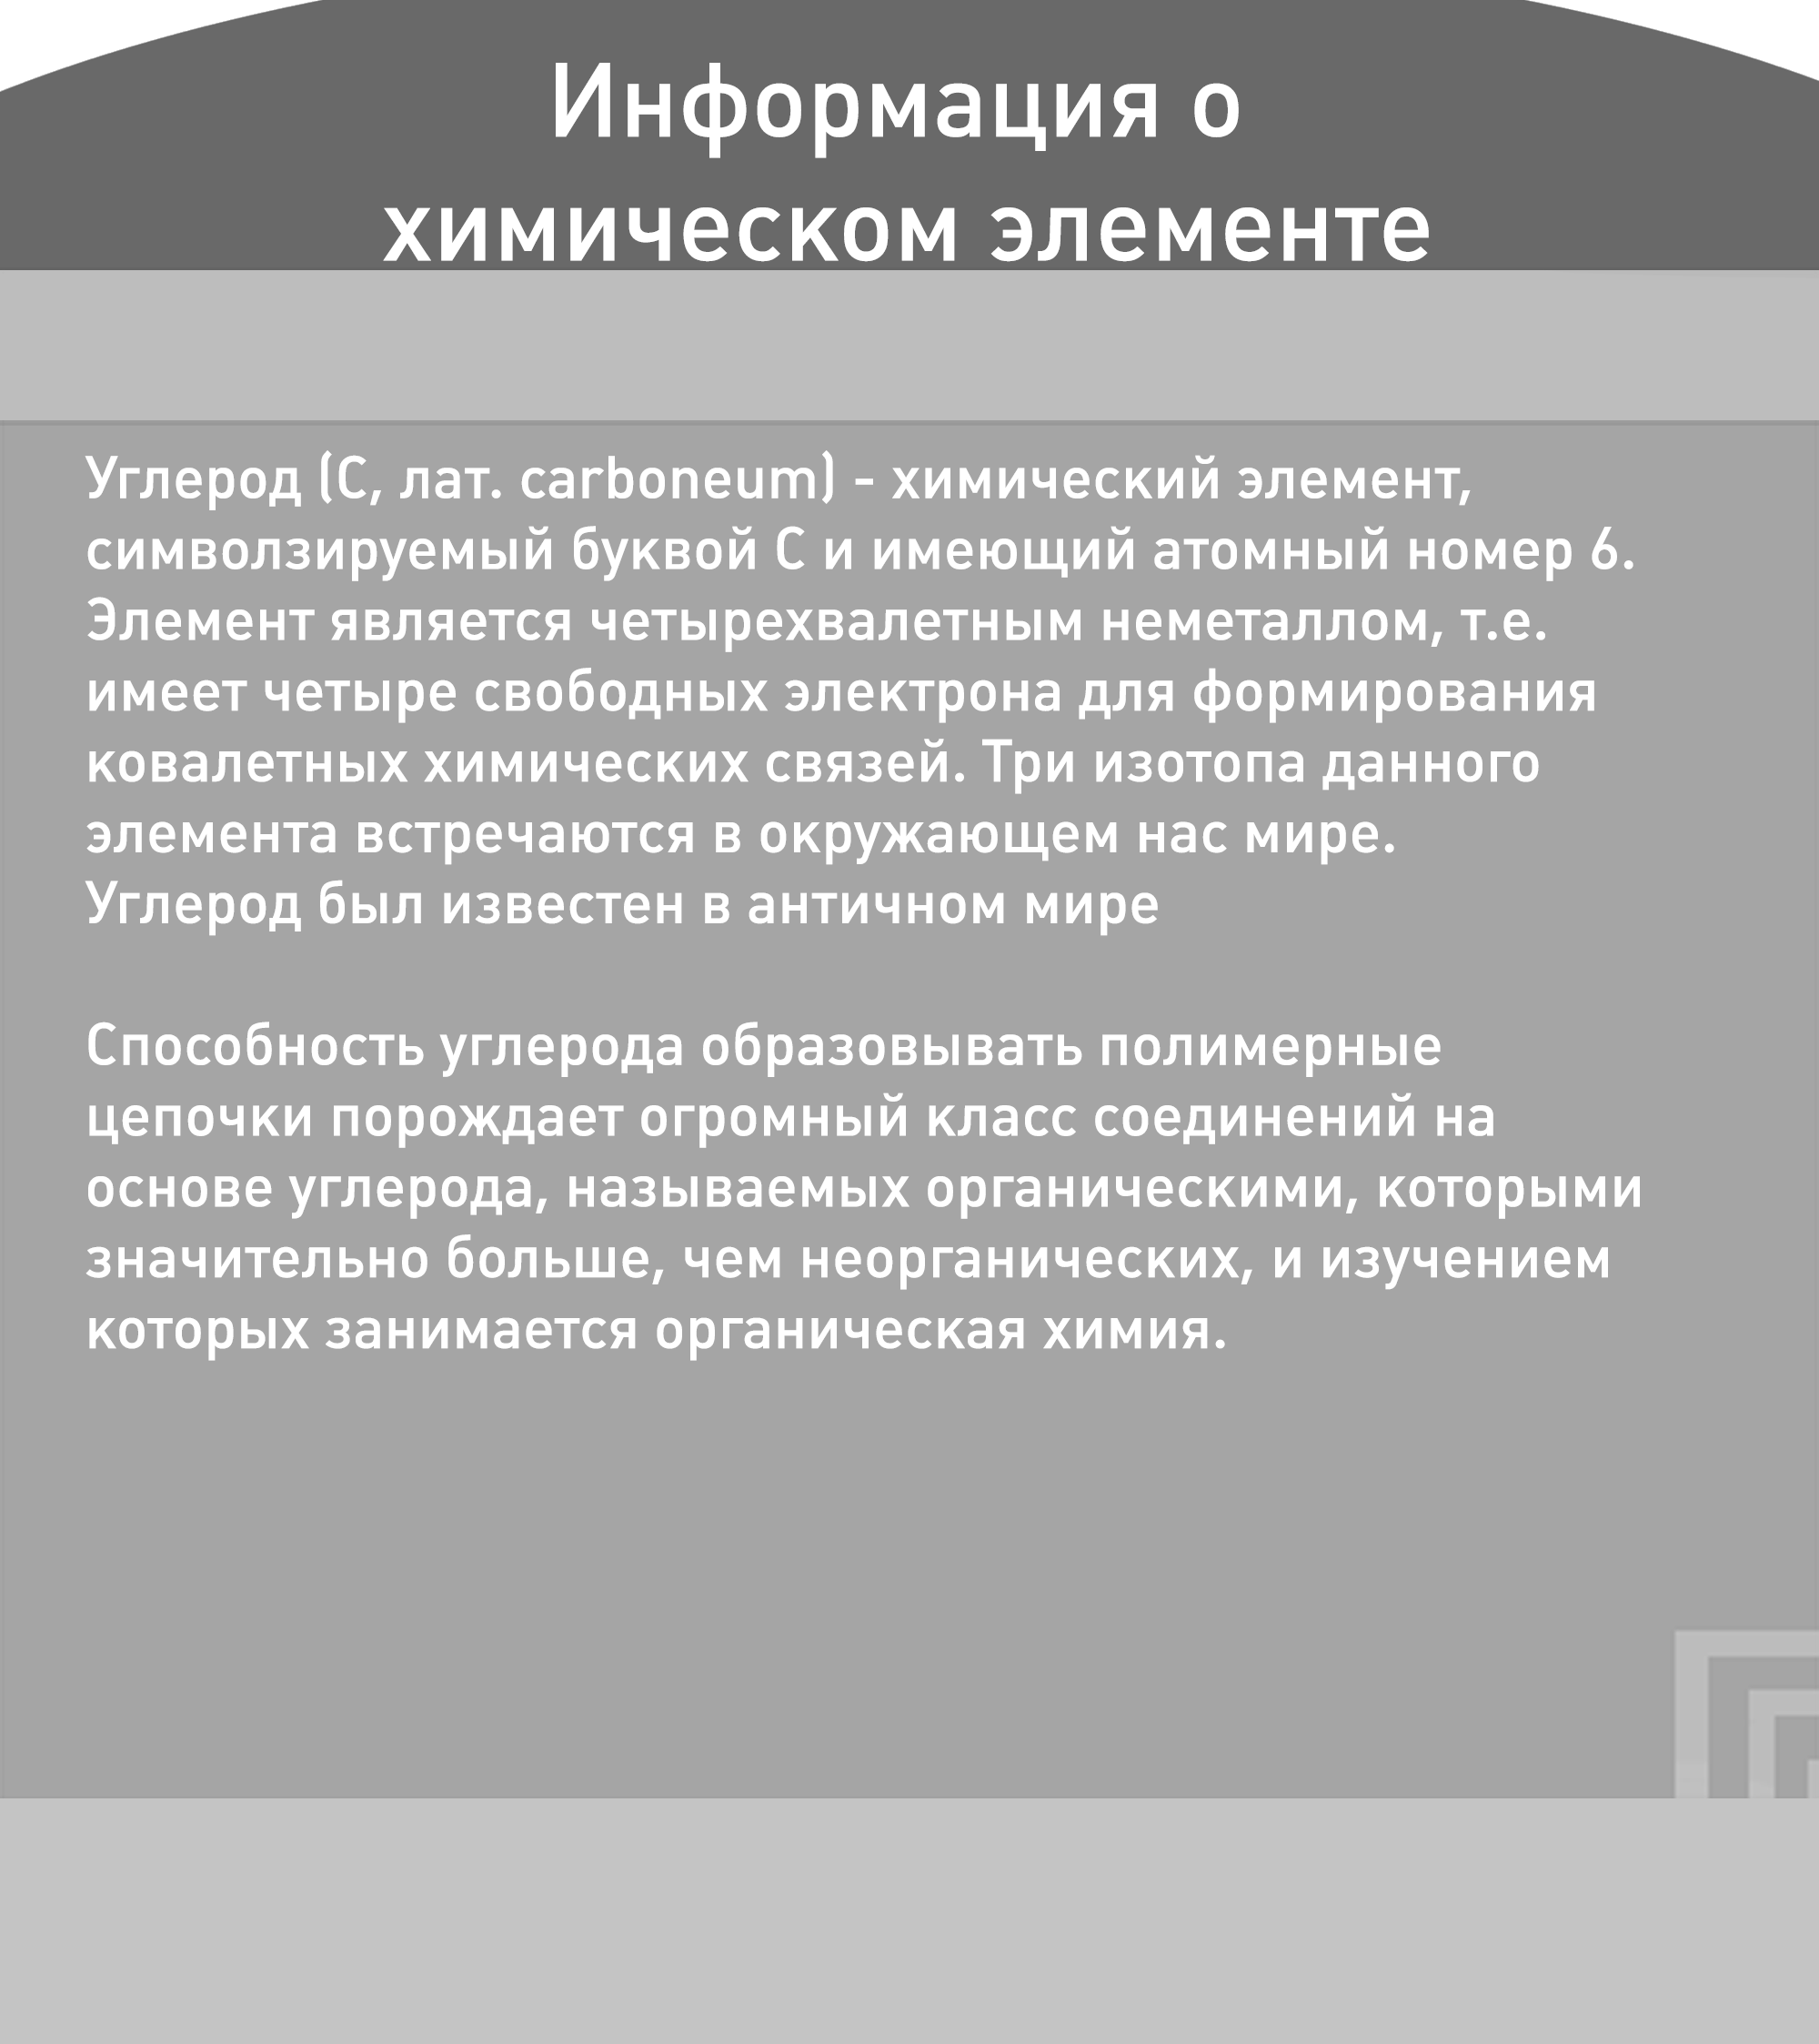 Информация о
химическом элементе
Углерод (C, лат. carboneum) - химический элемент,
символзируемый буквой C и имеющий атомный номер 6.
Элемент является четырехвалетным неметаллом, т.е.
имеет четыре свободных электрона для формирования
ковалетных химических связей. Три изотопа данного
элемента встречаются в окружающем нас мире.
Углерод был известен в античном мире
Способность углерода образовывать полимерные
цепочки порождает огромный класс соединений на
основе углерода, называемых органическими, которыми
значительно больше, чем неорганических, и изучением
которых занимается органическая химия.